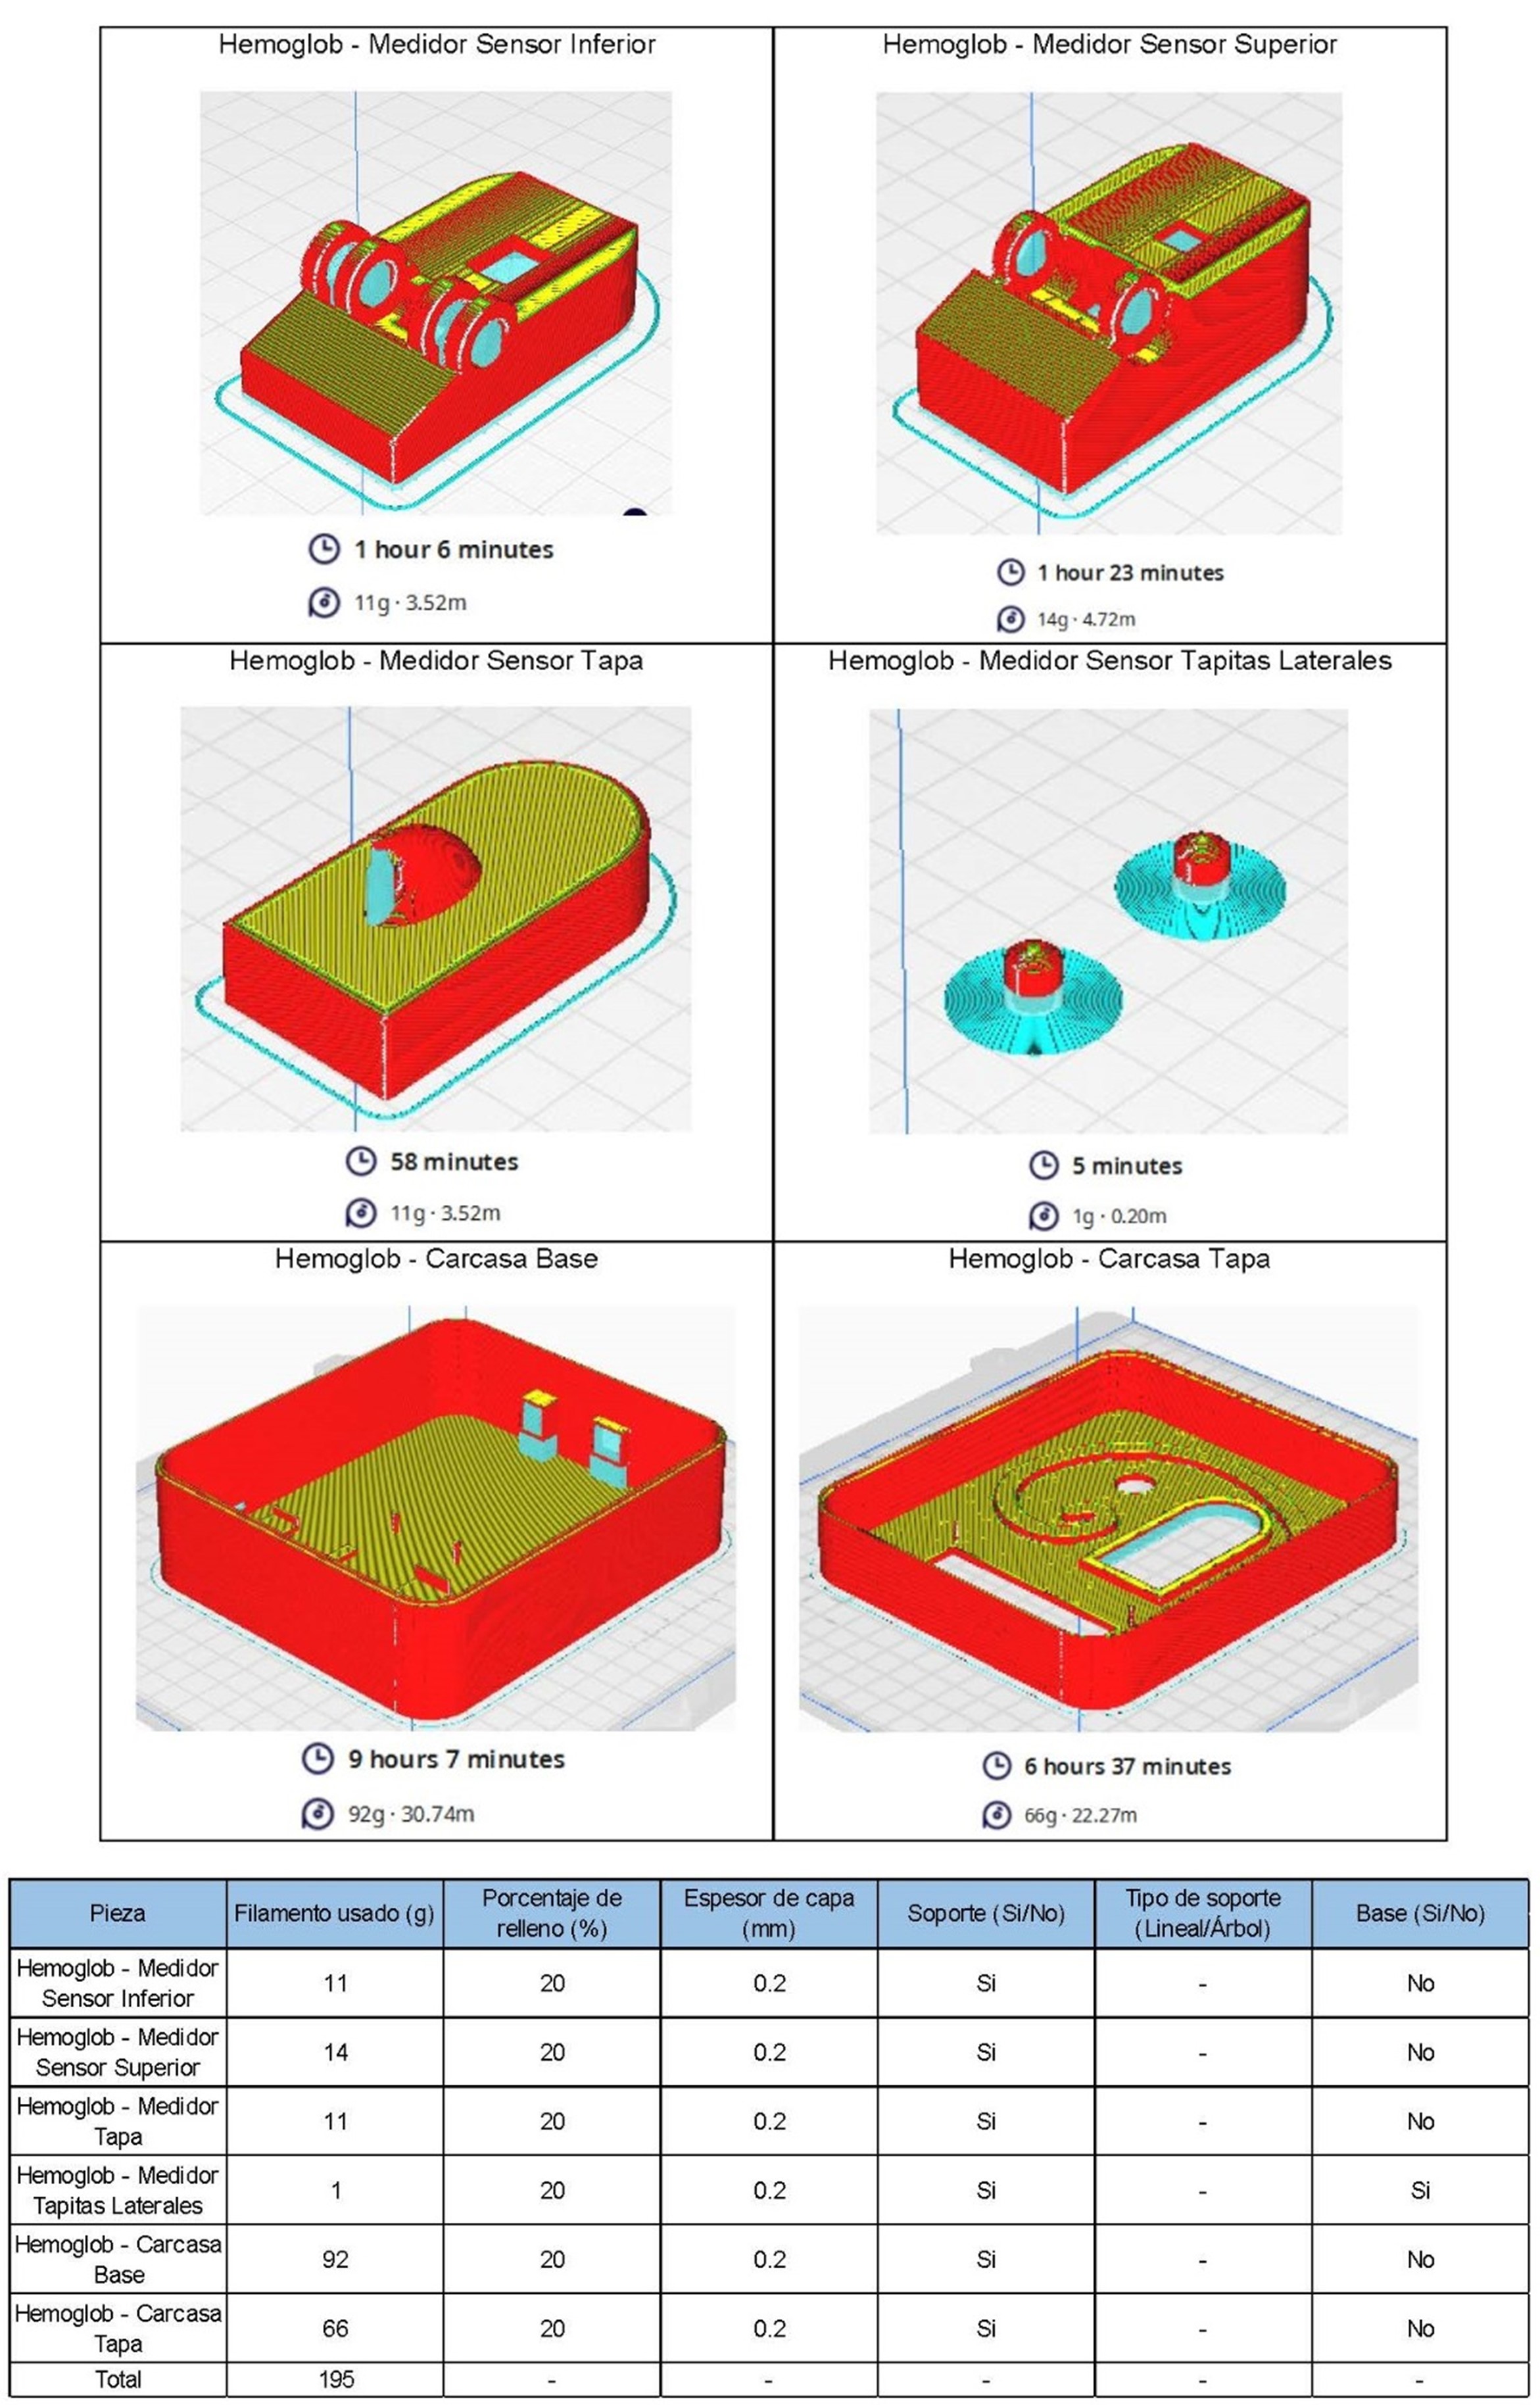 Hemoglob - Medidor Sensor Inferior
Hemoglob - Medidor Sensor Superior
1 hour 6 minutes
11g · 3.52m
1 hour 23 minutes
14g · 4.72m
Hemoglob - Medidor Sensor Tapa
Hemoglob - Medidor Sensor Tapitas Laterales
58 minutes
11g · 3.52m
5 minutes
1g · 0.20m
Hemoglob - Carcasa Base
Hemoglob - Carcasa Tapa
9 hours 7 minutes
92g · 30.74m
6 hours 37 minutes
66g · 22.27m
Pieza
Filamento usado (g)
Porcentaje de
relleno (%)
Espesor de capa
(mm)
Soporte (Si/No)
Tipo de soporte
(Lineal/Árbol)
Base (Si/No)
Hemoglob - Medidor
Sensor Inferior
11
20
0.2
Si
-
No
Hemoglob - Medidor
Sensor Superior
14
20
0.2
Si
-
No
Hemoglob - Medidor
Tapa
11
20
0.2
Si
-
No
Hemoglob - Medidor
Tapitas Laterales
1
20
0.2
Si
-
Si
Hemoglob - Carcasa
Base
92
20
0.2
Si
-
No
Hemoglob - Carcasa
Tapa
66
20
0.2
Si
-
No
Total
195
-
-
-
-
-